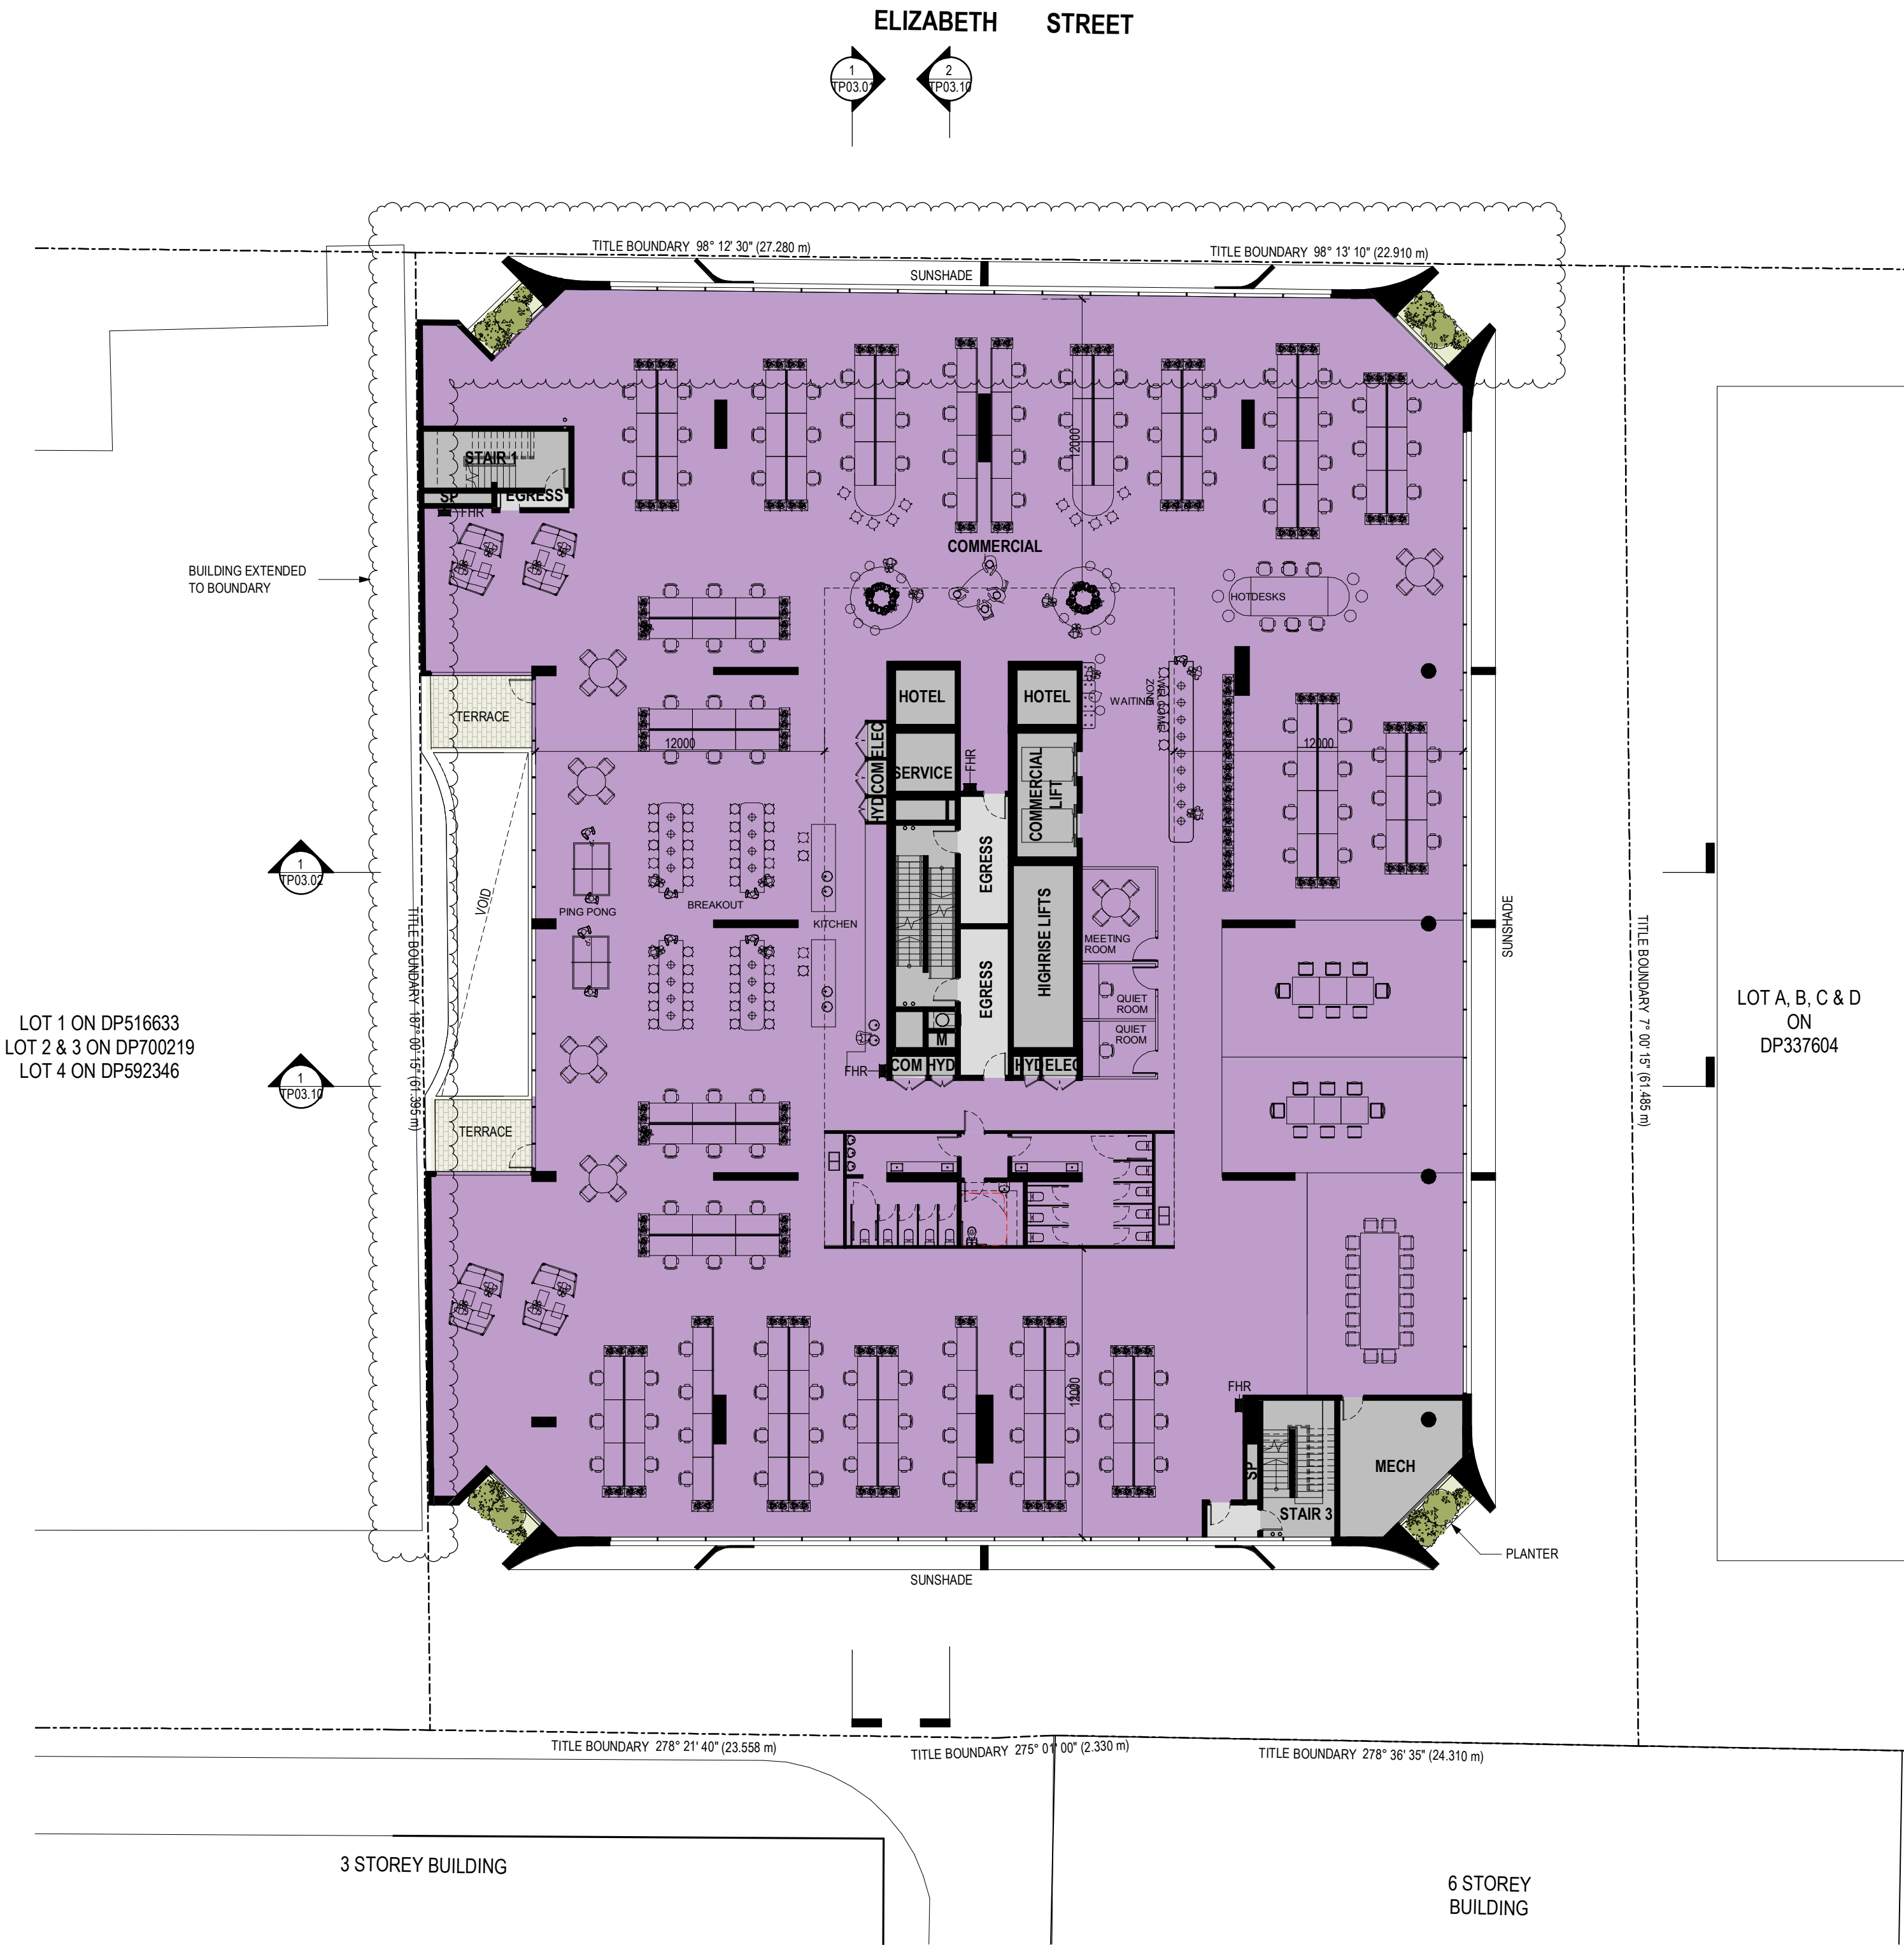 ELIZABETH STREET
1
TP03.01
2
TP03.10
TITLE BOUNDARY 98° 12' 30" (27.280 m)
TITLE BOUNDARY 98° 13' 10" (22.910 m)
SUNSHADE
STAIR 1
SP
EGRESS
FHR
12000
COMMERCIAL
BUILDING EXTENDED
TO BOUNDARY
HOTDESKS
HOTEL
HOTEL
WAITING
WELCOME
ZONE
TERRACE
12000
12000
ELEC
COM
HYD
SERVICE
FHR
COMMERCIAL
LIFT
EGRESS
1
TP03.02
VOID
PING PONG
BREAKOUT
KITCHEN
HIGHRISE LIFTS
MEETING
ROOM
SUNSHADE
TITLE BOUNDARY 187° 00' 15" (61.395 m)
TITLE BOUNDARY 7° 00' 15" (61.485 m)
EGRESS
QUIET
ROOM
QUIET
ROOM
LOT A, B, C & D
ON
DP337604
LOT 1 ON DP516633
LOT 2 & 3 ON DP700219
LOT 4 ON DP592346
1
TP03.10
M
FHR
COM
HYD
HYD
ELEC
TERRACE
12000
FHR
SP
MECH
STAIR 3
PLANTER
SUNSHADE
TITLE BOUNDARY 278° 21' 40" (23.558 m)
TITLE BOUNDARY 275° 01' 00" (2.330 m)
TITLE BOUNDARY 278° 36' 35" (24.310 m)
3 STOREY BUILDING
6 STOREY
BUILDING